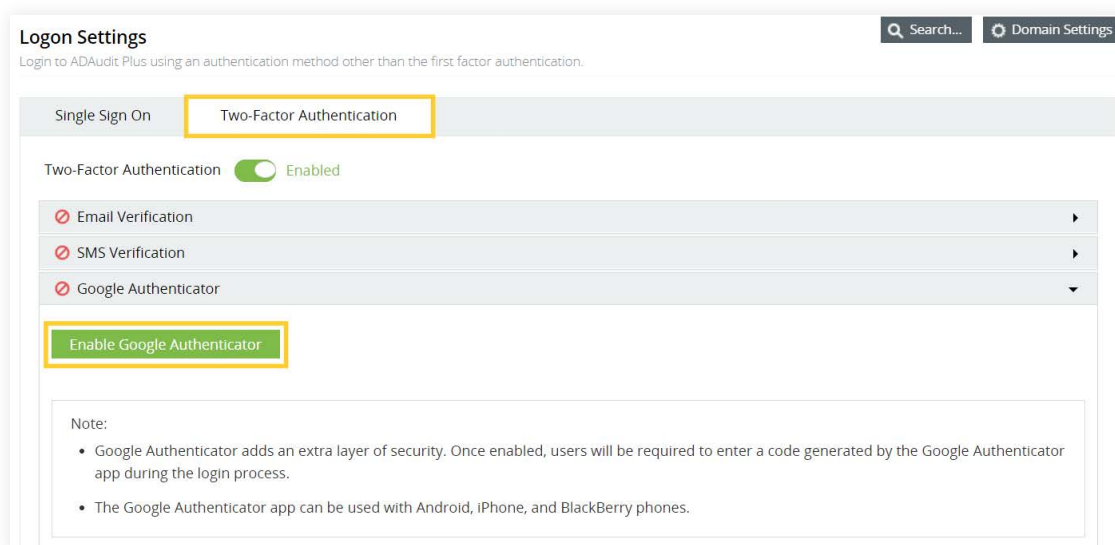 Logon Settings
Search...
Domain Settings
Login to ADAudit Plus using an authentication method other than the first factor authentication.
Single Sign On
Two-Factor Authentication
Two-Factor Authentication Enabled
Email Verification
SMS Verification
Google Authenticator
Enable Google Authenticator
Note:
• Google Authenticator adds an extra layer of security. Once enabled, users will be required to enter a code generated by the Google Authenticator
app during the login process.
• The Google Authenticator app can be used with Android, iPhone, and BlackBerry phones.